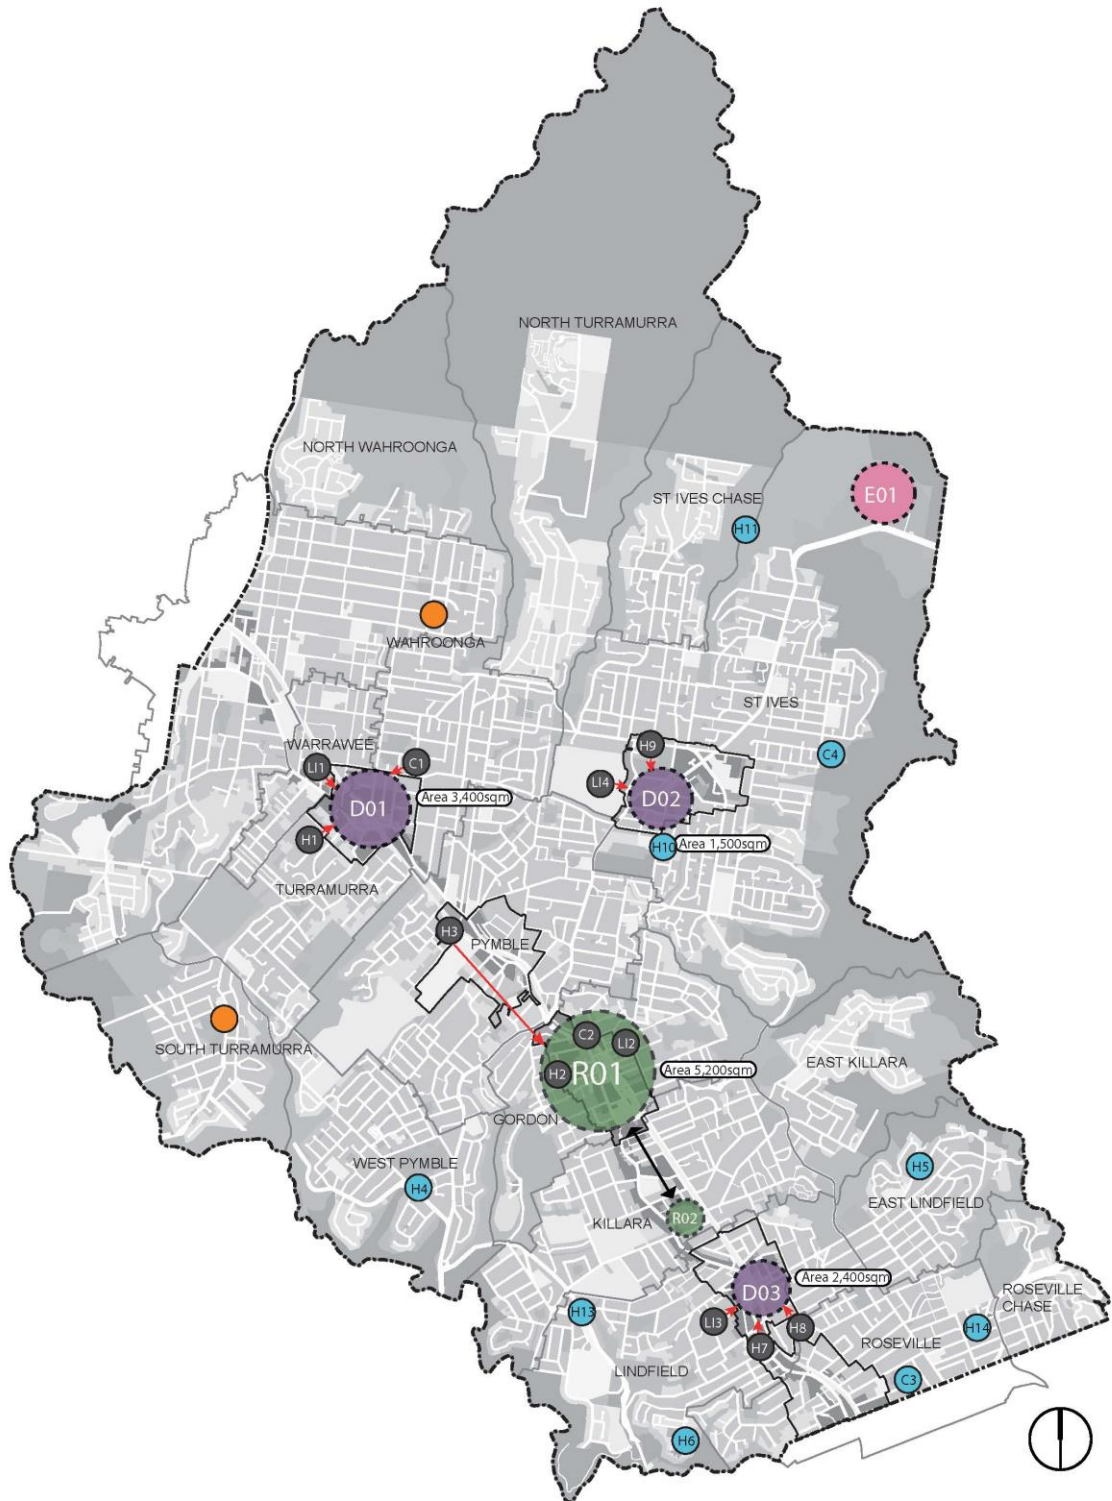 NORTH TURRAMURRA
NORTH WAHROONGA
ST IVES CHASE
E01
H11
WAHROONGA
ST IVES
WARRAWEE
H9
C4
LI1
C1
LI4
D01
Area 3,400sqm
D02
H1
H10
Area 1,500sqm
TURRAMURRA
H3
PYMBLE
SOUTH TURRAMURRA
C2
LI2
EAST KILLARA
H2
R01
Area 5,200sqm
GORDON
WEST PYMBLE
H4
H5
EAST LINDFIELD
KILLARA
R02
D03
Area 2,400sqm
ROSEVILLE
CHASE
H13
LI3
H8
H14
H7
ROSEVILLE
LINDFIELD
C3
H6